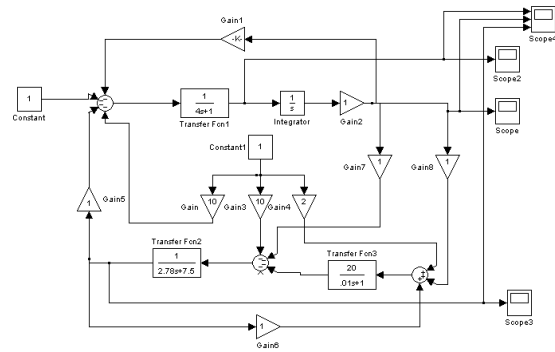 Gain1
-K-
Scope4
Scope2
1
Constant
1
4s+1
Transfer Fcn1
1
s
Integrator
1
Gain2
Scope
Constant1
1
Gain7
1
Gain8
1
1
Gain5
10
Gain
10
Gain3
2
Gain4
Transfer Fcn2
1
2.78s+7.5
Transfer Fcn3
20
.01s+1
Scope3
1
Gain6